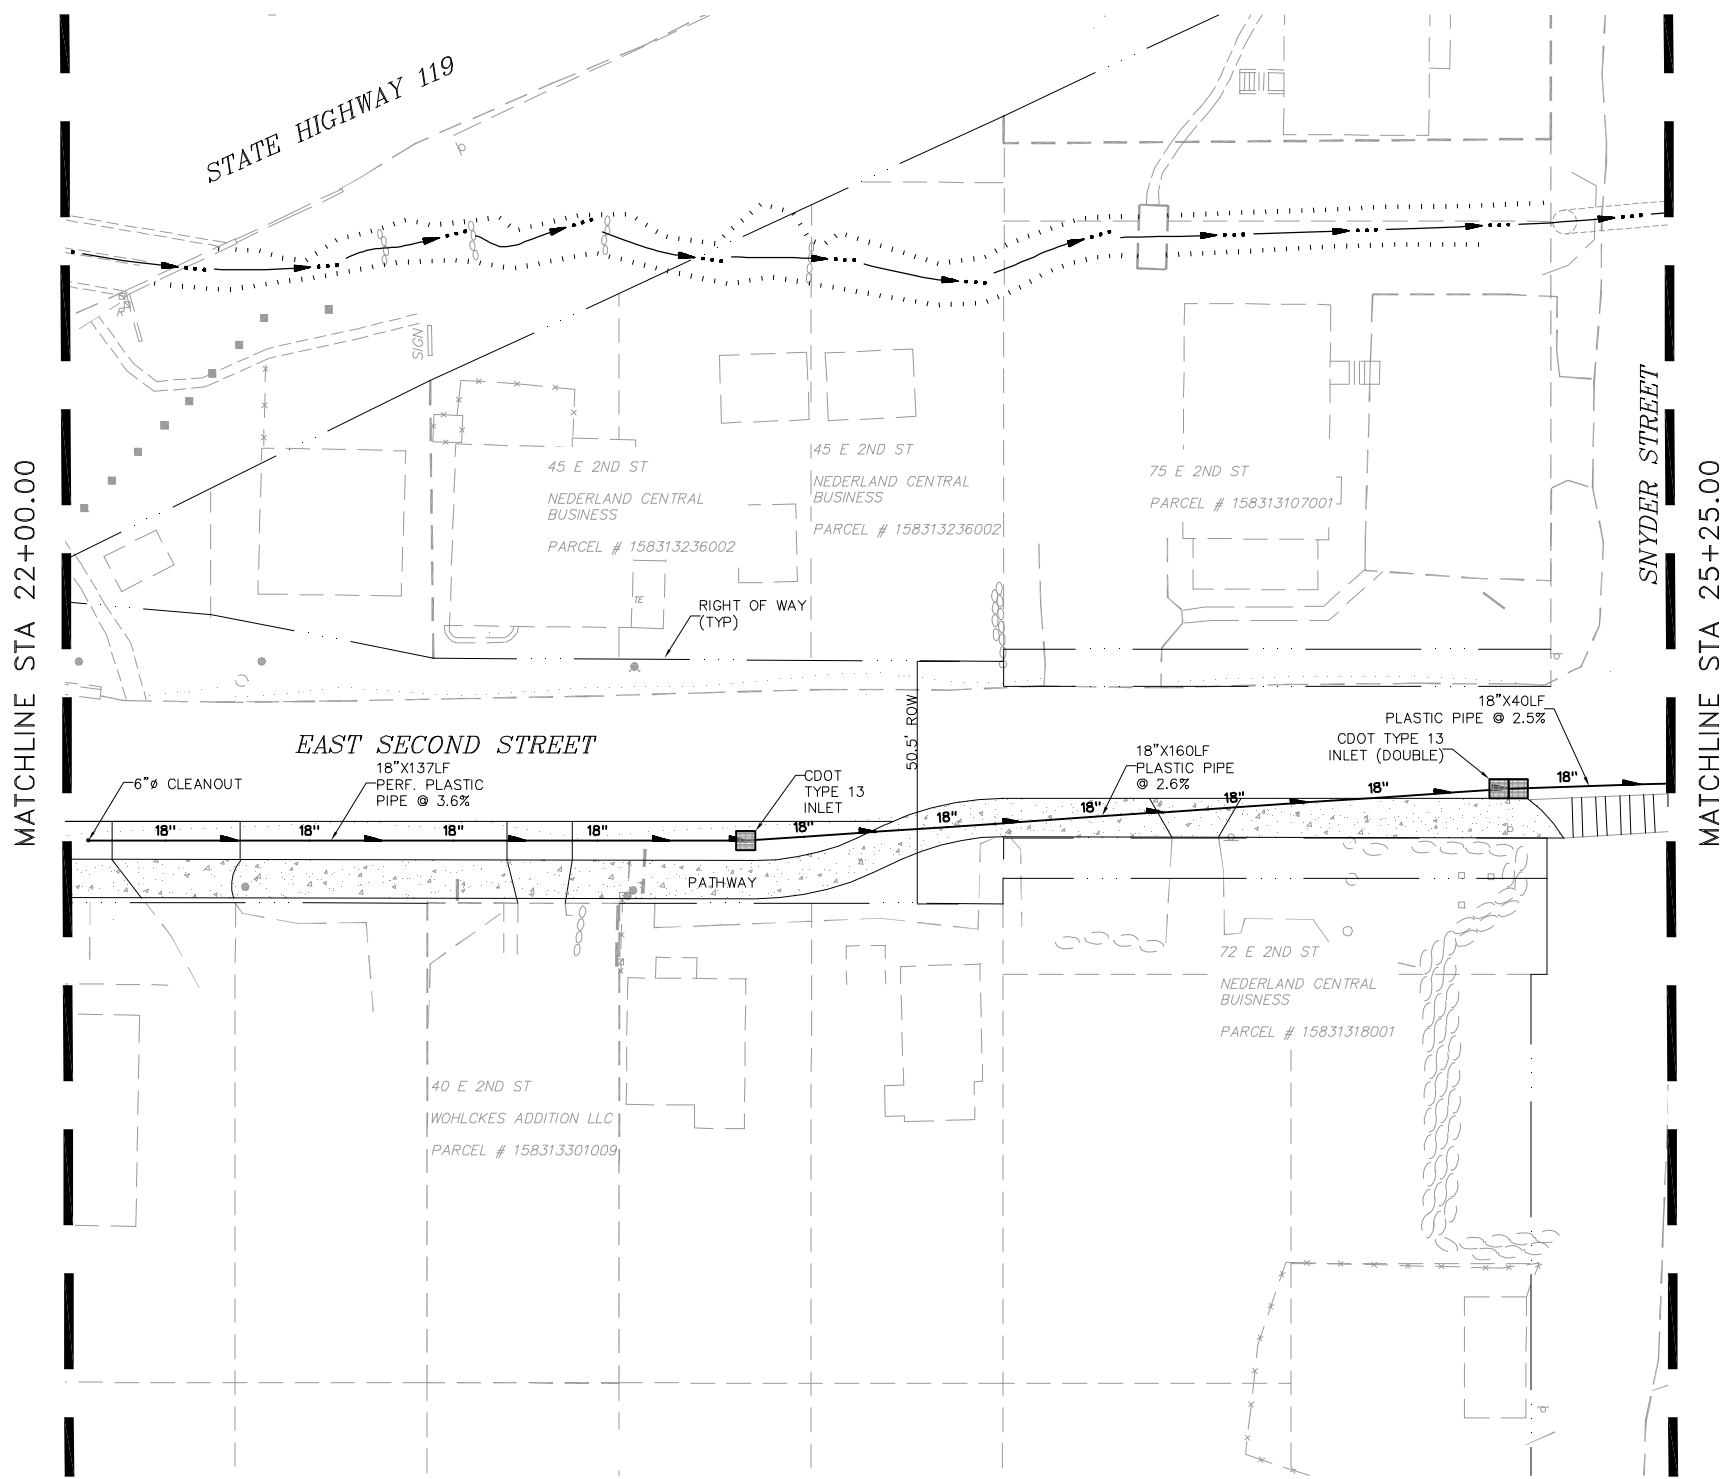 STATE HIGHWAY 119
SIGN
SNYDER STREET
MATCHLINE STA 22+00.00
MATCHLINE STA 25+25.00
45 E 2ND ST
NEDERLAND CENTRAL
BUSINESS
PARCEL # 158313236002
45 E 2ND ST
NEDERLAND CENTRAL
BUSINESS
PARCEL # 158313236002
75 E 2ND ST
PARCEL # 158313107001
TE
RIGHT OF WAY
(TYP)
50.5' ROW
EAST SECOND STREET
6"ø CLEANOUT
18"X137LF
PERF. PLASTIC
PIPE @ 3.6%
CDOT
TYPE 13
INLET
18"X160LF
PLASTIC PIPE
@ 2.6%
18"X40LF
PLASTIC PIPE @ 2.5%
CDOT TYPE 13
INLET (DOUBLE)
18"
18"
18"
18"
18"
18"
18"
18"
18"
18"
PATHWAY
72 E 2ND ST
NEDERLAND CENTRAL
BUISNESS
PARCEL # 15831318001
40 E 2ND ST
WOHLCKES ADDITION LLC
PARCEL # 158313301009